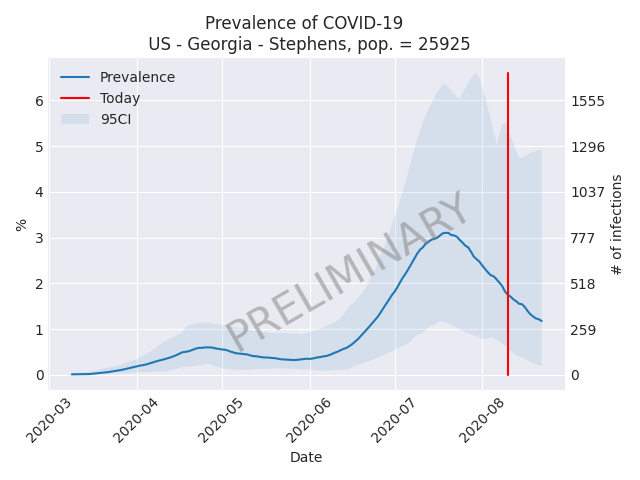 Prevalence of COVID-19
US - Georgia - Stephens, pop. = 25925
Prevalence
Today
95CI
PRELIMINARY
%
6
5
4
3
2
1
0
1555
1296
1037
777
518
259
0
# of infections
2020-03
2020-04
2020-05
2020-06
2020-07
2020-08
Date